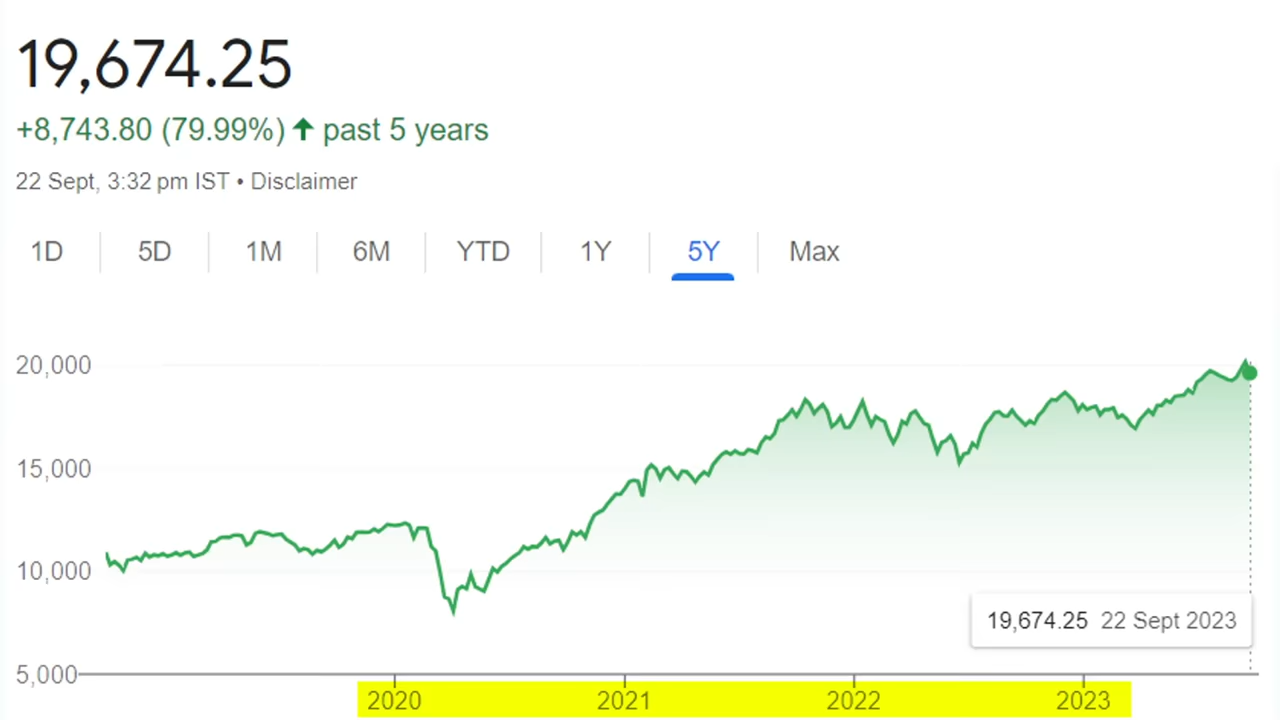 19,674.25
+8,743.80 (79.99%) ↑ past 5 years
22 Sept, 3:32 pm IST • Disclaimer
1D 5D 1M 6M YTD 1Y 5Y Max
20,000
15,000
10,000
19,674.25 22 Sept 2023
5,000
2020 2021 2022 2023